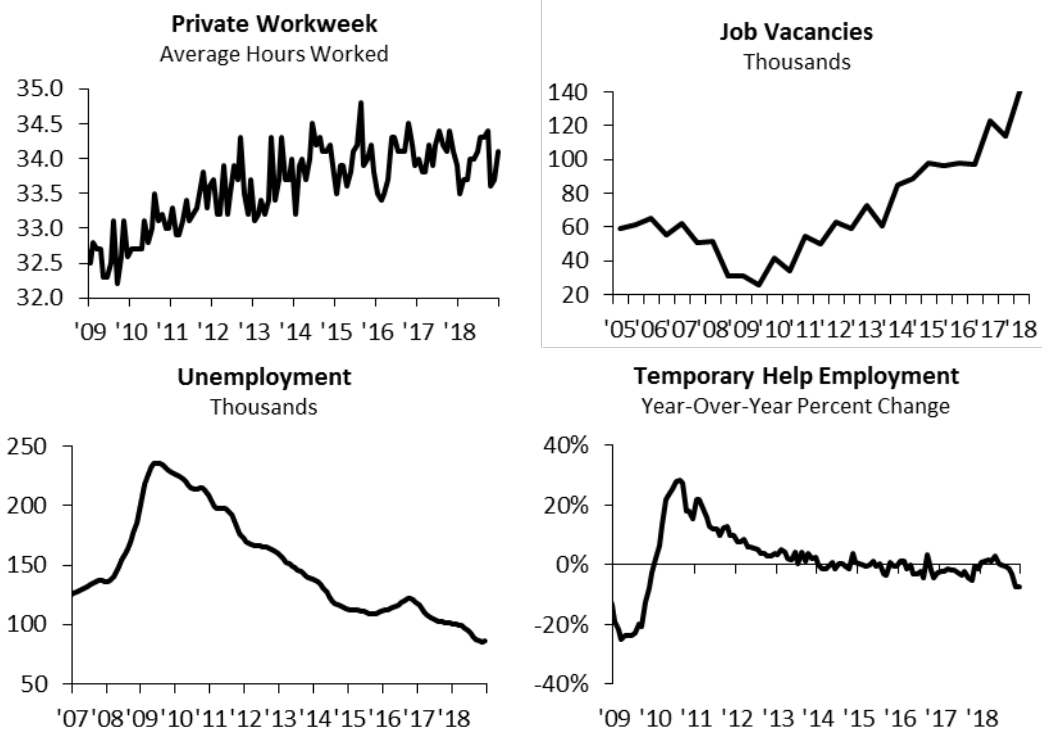 Private Workweek
Average Hours Worked
35.0
34.5
34.0
33.5
33.0
32.5
32.0
'09 '10 '11 '12 '13 '14 '15 '16 '17 '18
Job Vacancies
Thousands
140
120
100
80
60
40
20
'05'06'07'08'09'10'11'12'13'14'15'16'17'18
Unemployment
Thousands
250
200
150
100
50
'07'08'09'10'11'12'13'14'15'16'17'18
Temporary Help Employment
Year-Over-Year Percent Change
40%
20%
0%
-20%
-40%
'09 '10 '11 '12 '13 '14 '15 '16 '17 '18